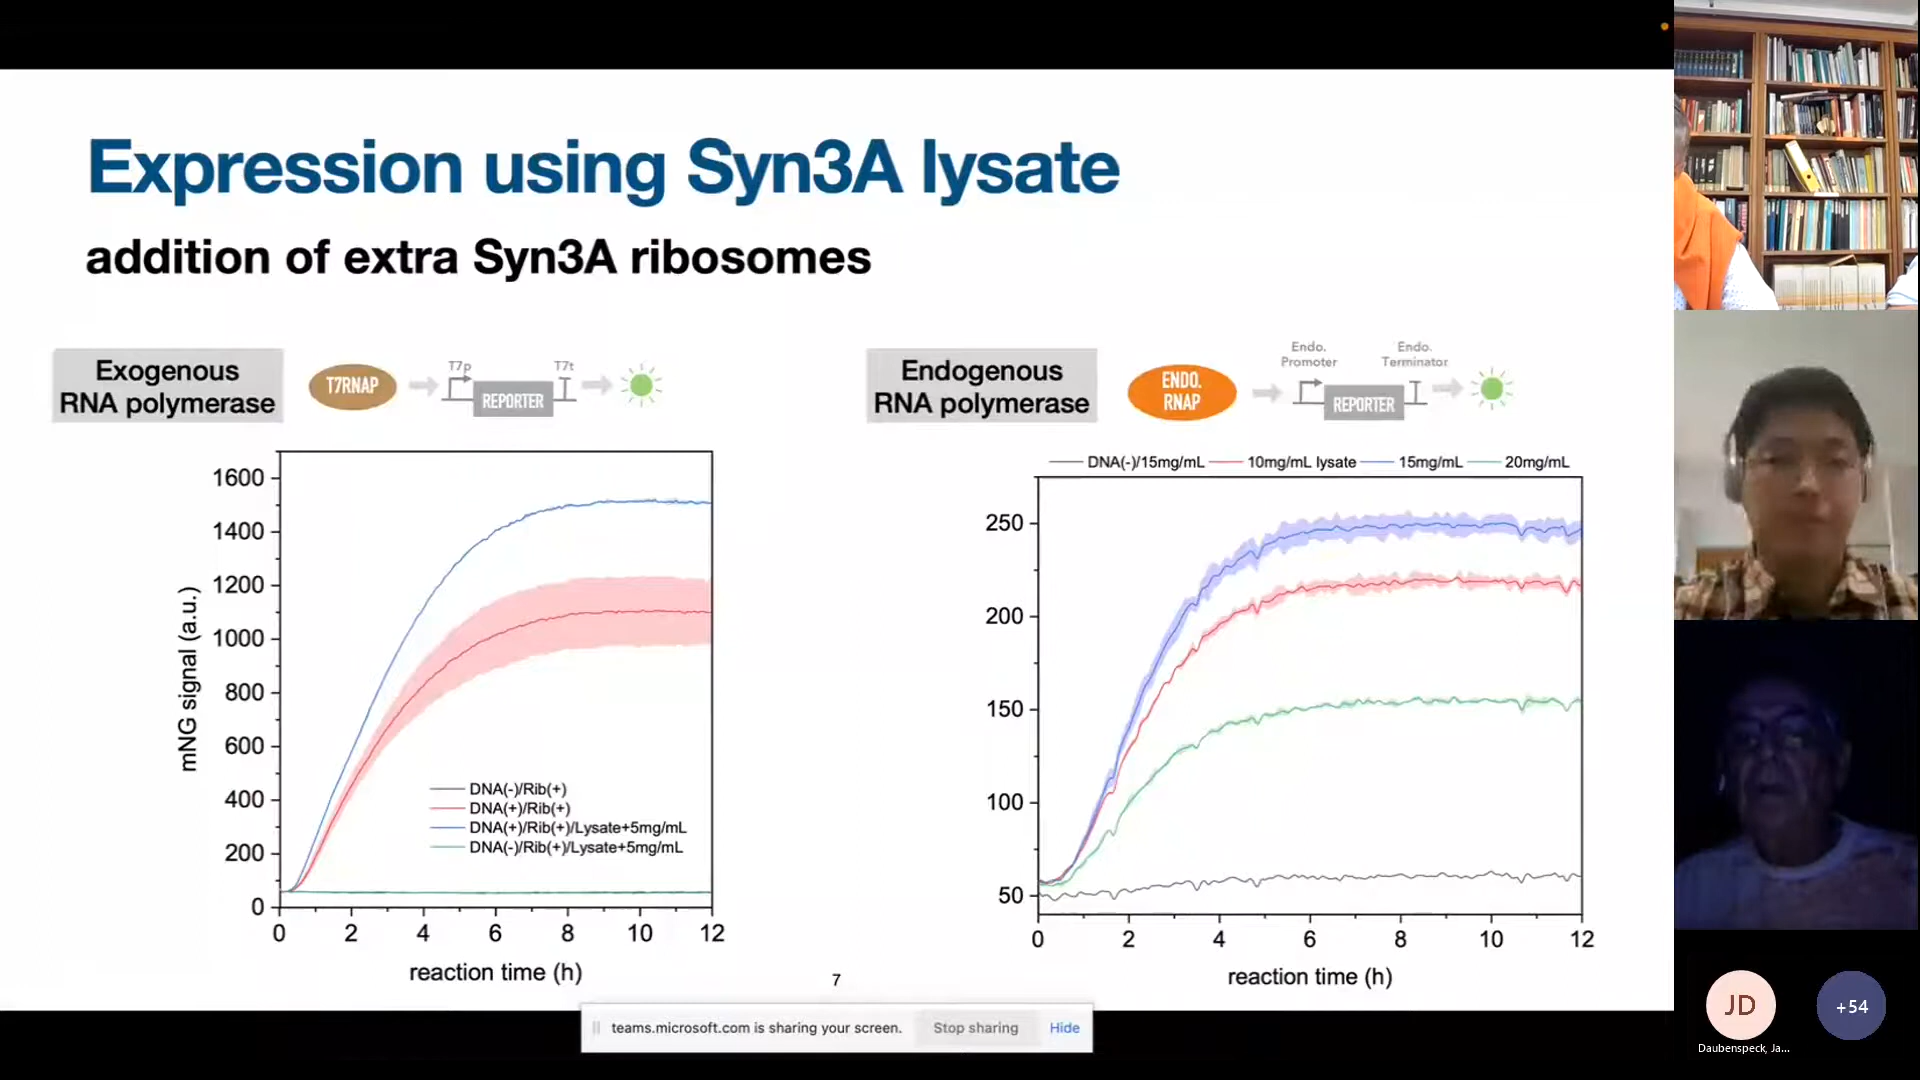 Expression using Syn3A lysate
addition of extra Syn3A ribosomes
Exogenous
RNA polymerase
T7RNAP
T7p
T7t
REPORTER
Endogenous
RNA polymerase
ENDO.
RNAP
Endo.
Promoter
Endo.
Terminator
REPORTER
mNG signal (a.u.)
1600
1400
1200
1000
800
600
400
200
0
DNA(-)/Rib(+)
DNA(+)/Rib(+)
DNA(+)/Rib(+)/Lysate+5mg/mL
DNA(-)/Rib(+)/Lysate+5mg/mL
0 2 4 6 8 10 12
reaction time (h)
DNA(-)/15mg/mL 10mg/mL lysate 15mg/mL 20mg/mL
250
200
150
100
50
0 2 4 6 8 10 12
reaction time (h)
7
teams.microsoft.com is sharing your screen. Stop sharing Hide
JD
+54
Daubenspeck, Ja...